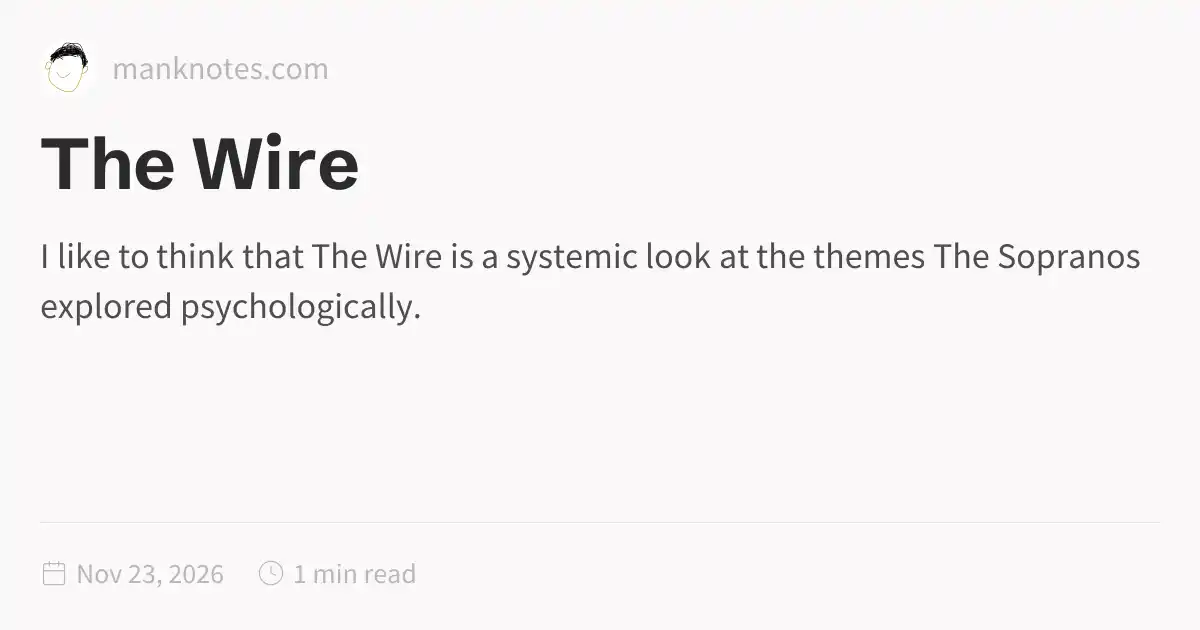 manknotes.com
The Wire
I like to think that The Wire is a systemic look at the themes The Sopranos
explored psychologically.
Nov 23, 2026 1 min read